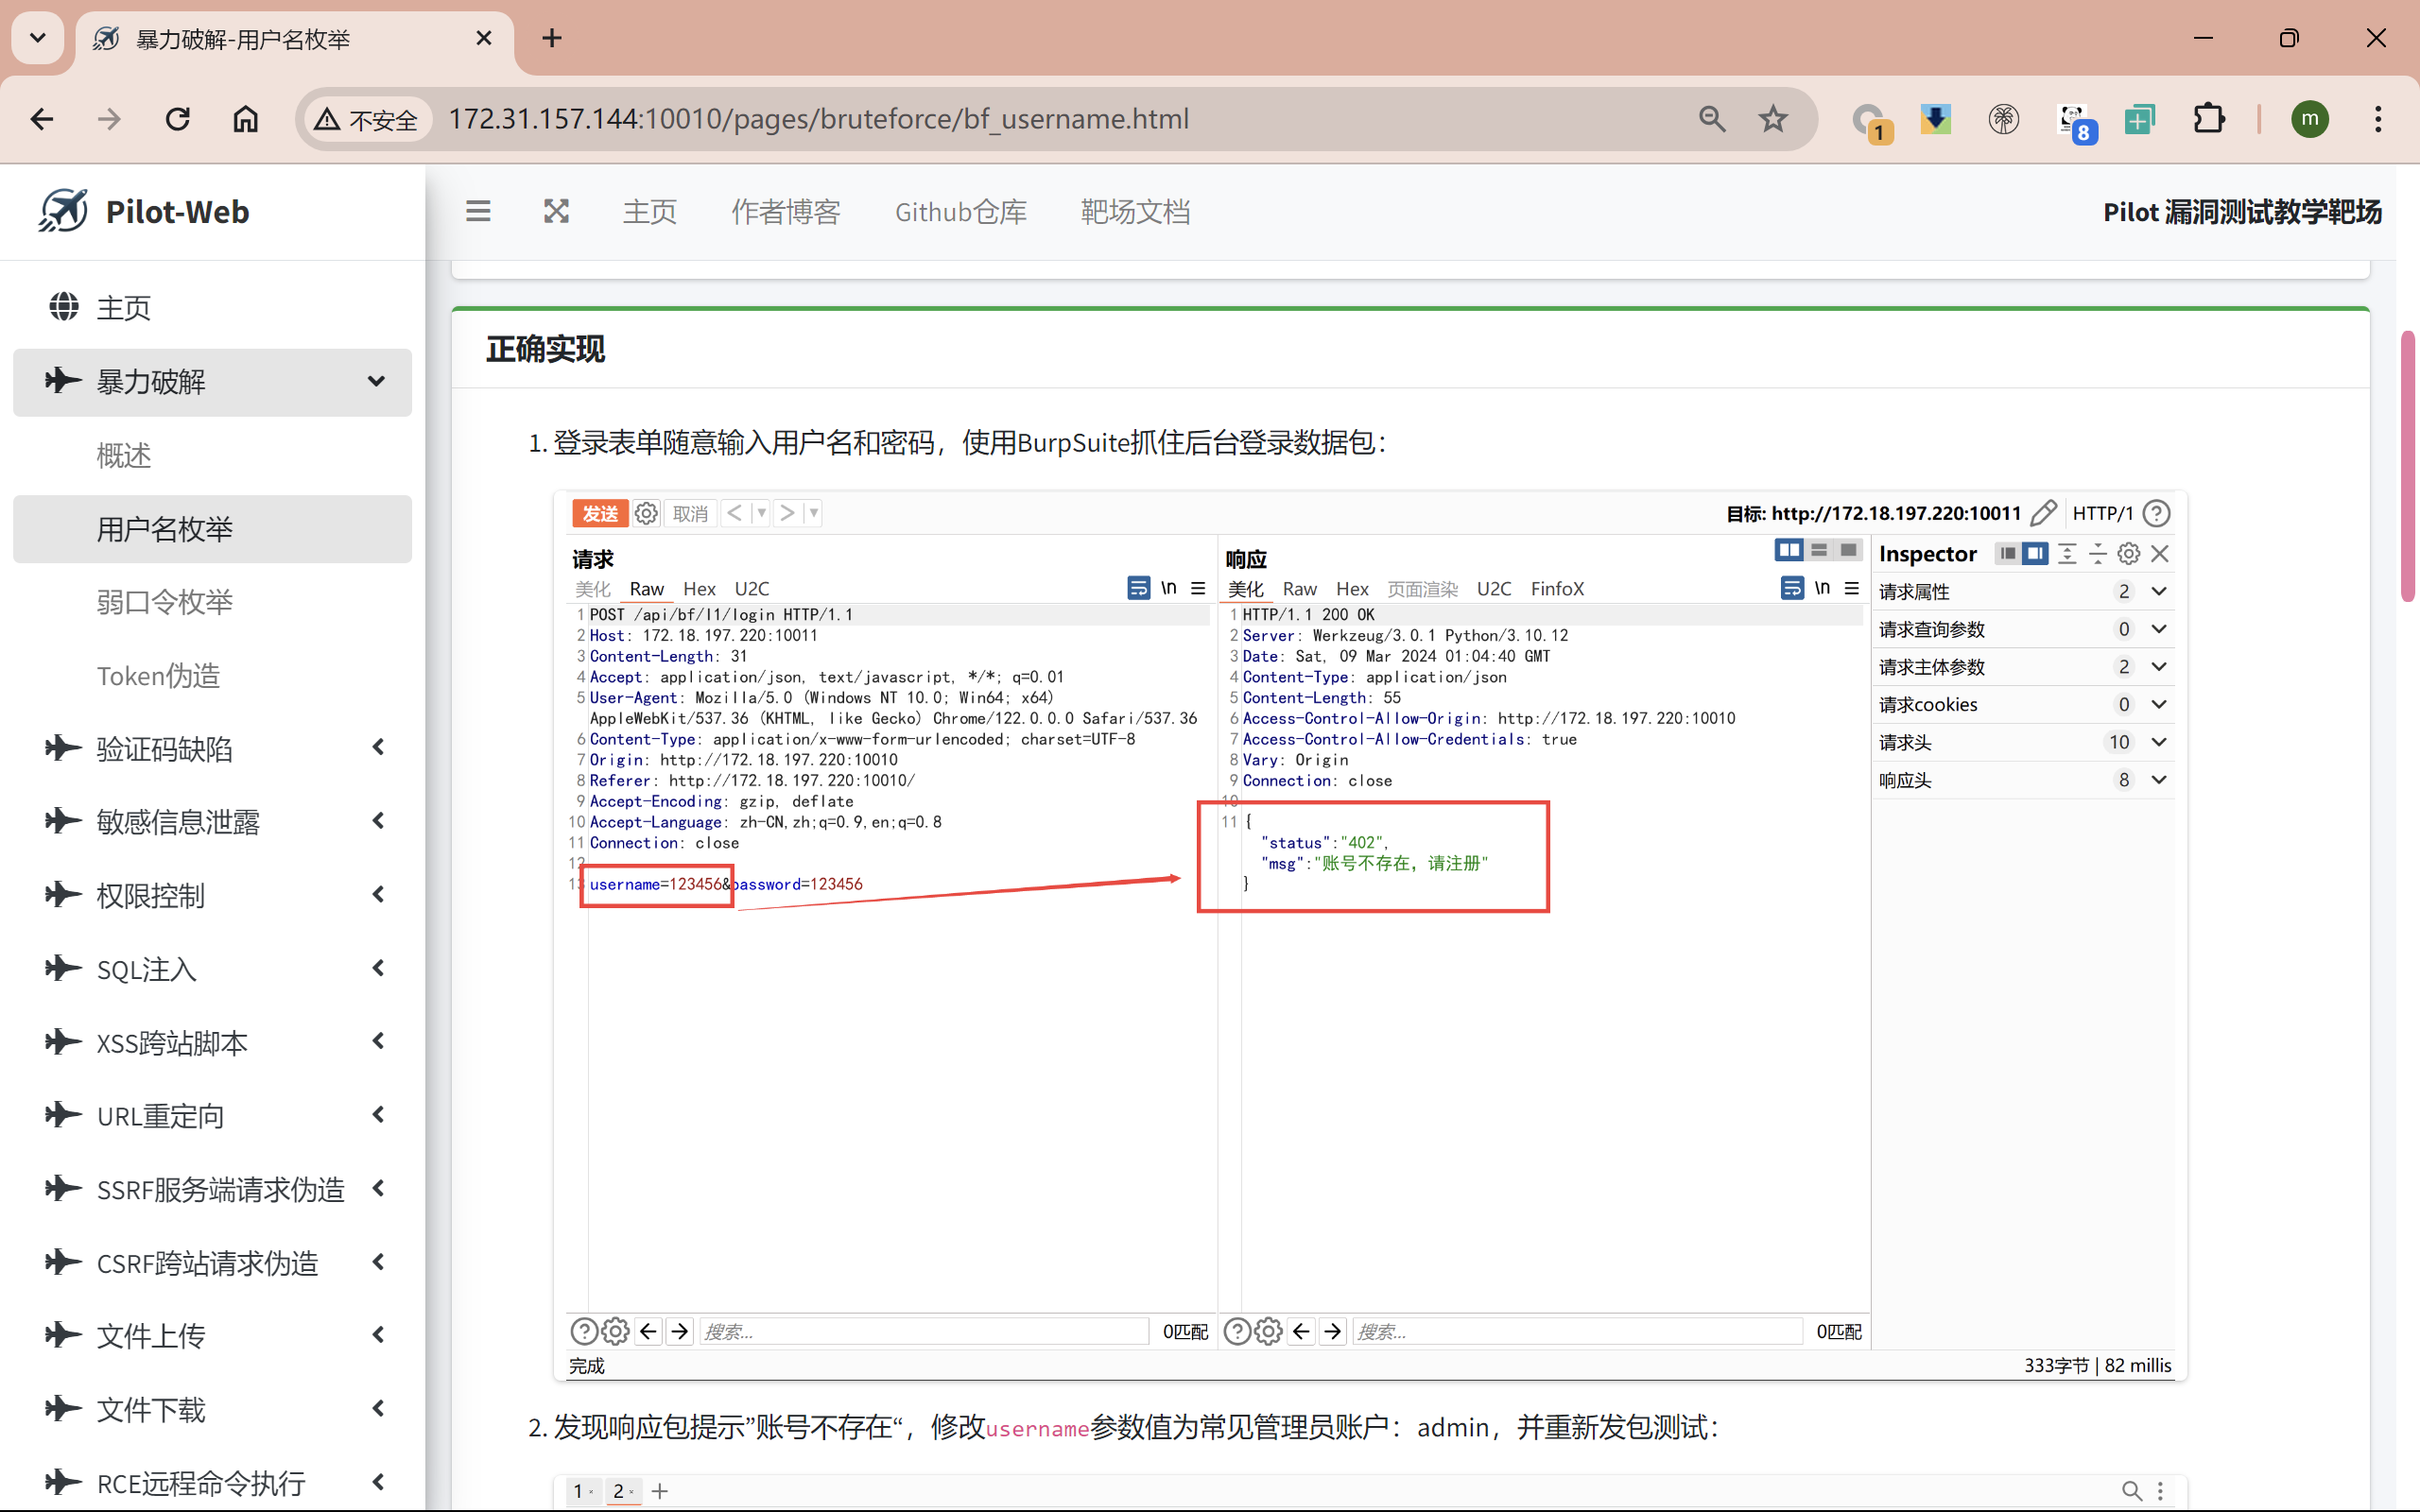 暴力破解-用户名枚举
不安全
172.31.157.144:10010/pages/bruteforce/bf_username.html
1
8
m
Pilot-Web
主页
作者博客
Github仓库
靶场文档
Pilot 漏洞测试教学靶场
主页
暴力破解
概述
用户名枚举
弱口令枚举
Token伪造
验证码缺陷
敏感信息泄露
权限控制
SQL注入
XSS跨站脚本
URL重定向
SSRF服务端请求伪造
CSRF跨站请求伪造
文件上传
文件下载
RCE远程命令执行
正确实现
1. 登录表单随意输入用户名和密码，使用BurpSuite抓住后台登录数据包：
发送 取消 < >
目标: http://172.18.197.220:10011 HTTP/1 ?
请求
美化 Raw Hex U2C \n
1 POST /api/bf/l1/login HTTP/1.1
2 Host: 172.18.197.220:10011
3 Content-Length: 31
4 Accept: application/json, text/javascript, */*; q=0.01
5 User-Agent: Mozilla/5.0 (Windows NT 10.0; Win64; x64)
AppleWebKit/537.36 (KHTML, like Gecko) Chrome/122.0.0.0 Safari/537.36
6 Content-Type: application/x-www-form-urlencoded; charset=UTF-8
7 Origin: http://172.18.197.220:10010
8 Referer: http://172.18.197.220:10010/
9 Accept-Encoding: gzip, deflate
10 Accept-Language: zh-CN,zh;q=0.9,en;q=0.8
11 Connection: close
12
13 username=123456&password=123456
响应
美化 Raw Hex 页面渲染 U2C FinfoX \n
1 HTTP/1.1 200 OK
2 Server: Werkzeug/3.0.1 Python/3.10.12
3 Date: Sat, 09 Mar 2024 01:04:40 GMT
4 Content-Type: application/json
5 Content-Length: 55
6 Access-Control-Allow-Origin: http://172.18.197.220:10010
7 Access-Control-Allow-Credentials: true
8 Vary: Origin
9 Connection: close
10
11 {
"status":"402",
"msg":"账号不存在，请注册"
}
Inspector
请求属性 2
请求查询参数 0
请求主体参数 2
请求cookies 0
请求头 10
响应头 8
? 搜索... 0匹配
? 搜索... 0匹配
完成
333字节 | 82 millis
2. 发现响应包提示”账号不存在“，修改username参数值为常见管理员账户：admin，并重新发包测试：
1 × 2 × +